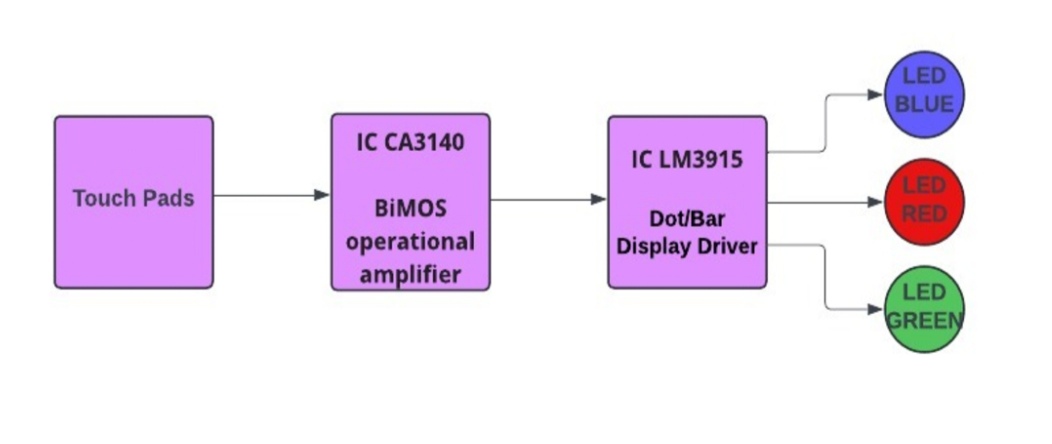 Touch Pads
IC CA3140
BiMOS
operational
amplifier
IC LM3915
Dot/Bar
Display Driver
LED
BLUE
LED
RED
LED
GREEN